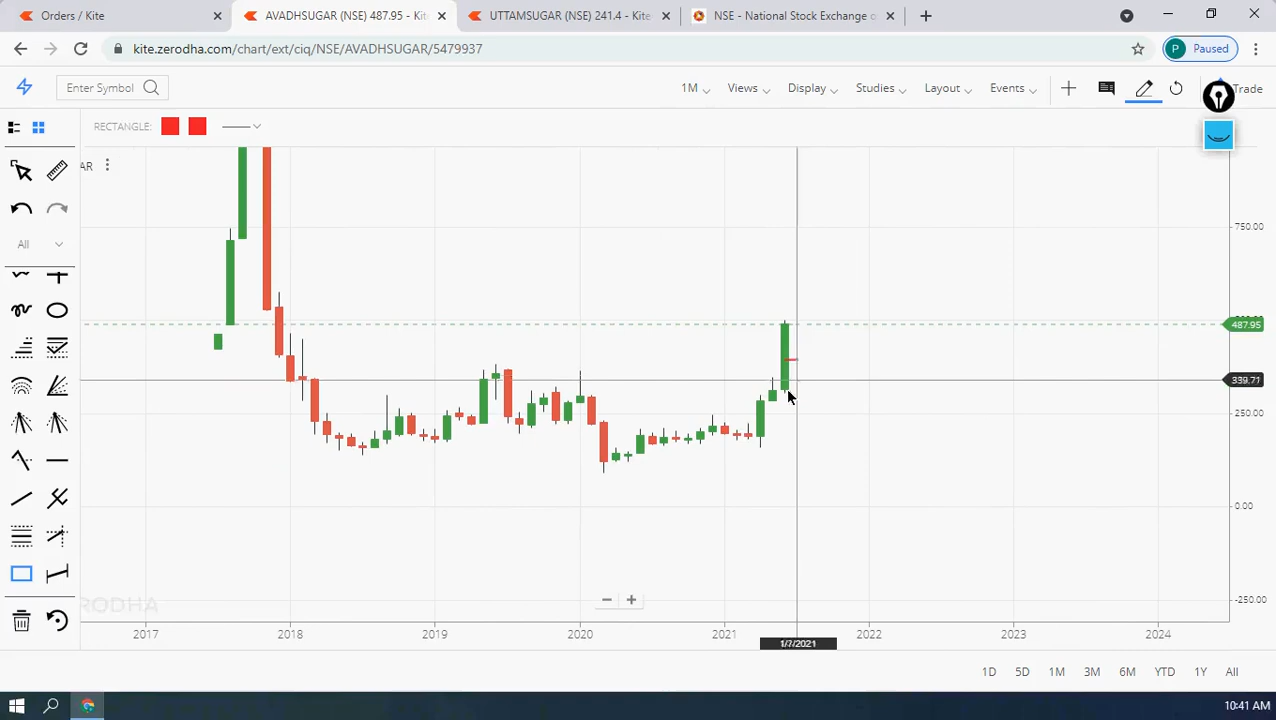 Orders / Kite
AVADHSUGAR (NSE) 487.95 - Kite
UTTAMSUGAR (NSE) 241.4 - Kite
NSE - National Stock Exchange o
kite.zerodha.com/chart/ext/ciq/NSE/AVADHSUGAR/5479937
P Paused
Enter Symbol
1M
Views
Display
Studies
Layout
Events
Trade
RECTANGLE:
AR
All
750.00
487.95
339.71
250.00
0.00
-250.00
RODHA
2017
2018
2019
2020
2021
2022
2023
2024
1/7/2021
1D
5D
1M
3M
6M
YTD
1Y
All
10:41 AM